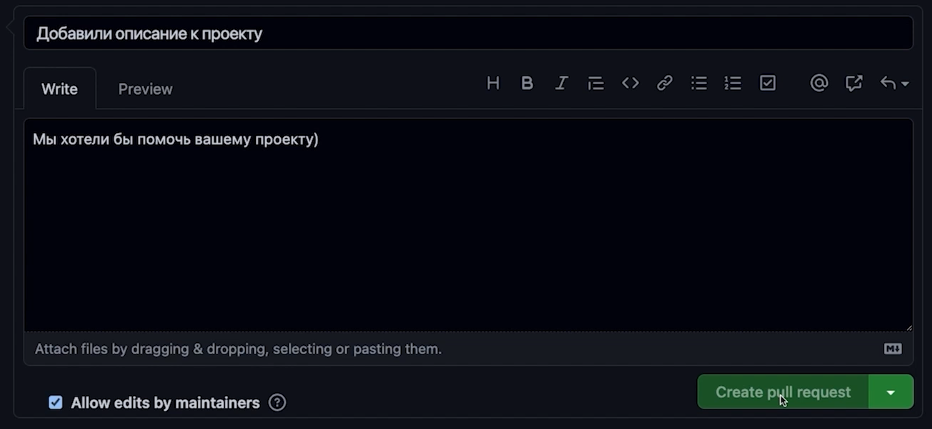 Добавили описание к проекту
Write Preview H B I <> @
Мы хотели бы помочь вашему проекту)
Attach files by dragging & dropping, selecting or pasting them. M↓
Allow edits by maintainers ? Create pull request